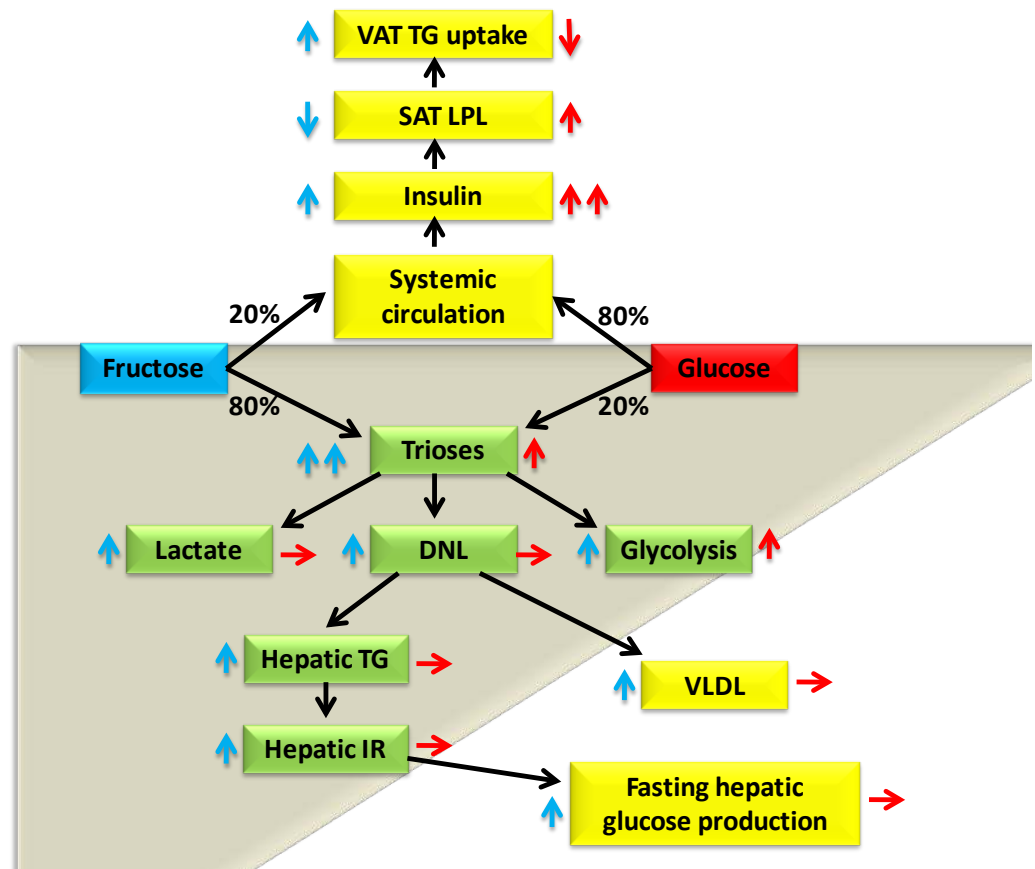 VAT TG uptake
SAT LPL
Insulin
Systemic
circulation
20%
80%
Fructose
Glucose
80%
20%
Trioses
Lactate
DNL
Glycolysis
Hepatic TG
VLDL
Hepatic IR
Fasting hepatic
glucose production